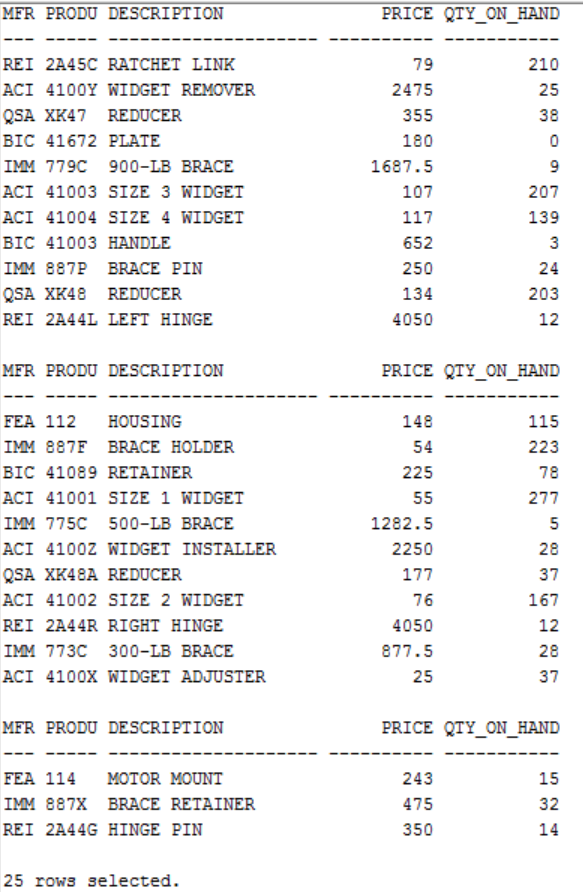 MFR PRODU DESCRIPTION               PRICE QTY_ON_HAND
--- ----- -------------------- ---------- -----------
REI 2A45C RATCHET LINK                 79         210
ACI 4100Y WIDGET REMOVER             2475          25
QSA XK47  REDUCER                     355          38
BIC 41672 PLATE                       180           0
IMM 779C  900-LB BRACE             1687.5           9
ACI 41003 SIZE 3 WIDGET               107         207
ACI 41004 SIZE 4 WIDGET               117         139
BIC 41003 HANDLE                      652           3
IMM 887P  BRACE PIN                   250          24
QSA XK48  REDUCER                     134         203
REI 2A44L LEFT HINGE                 4050          12

MFR PRODU DESCRIPTION               PRICE QTY_ON_HAND
--- ----- -------------------- ---------- -----------
FEA 112   HOUSING                     148         115
IMM 887F  BRACE HOLDER                 54         223
BIC 41089 RETAINER                    225          78
ACI 41001 SIZE 1 WIDGET                55         277
IMM 775C  500-LB BRACE             1282.5           5
ACI 4100Z WIDGET INSTALLER           2250          28
QSA XK48A REDUCER                     177          37
ACI 41002 SIZE 2 WIDGET                76         167
REI 2A44R RIGHT HINGE                4050          12
IMM 773C  300-LB BRACE              877.5          28
ACI 4100X WIDGET ADJUSTER              25          37

MFR PRODU DESCRIPTION               PRICE QTY_ON_HAND
--- ----- -------------------- ---------- -----------
FEA 114   MOTOR MOUNT                 243          15
IMM 887X  BRACE RETAINER              475          32
REI 2A44G HINGE PIN                   350          14

25 rows selected.